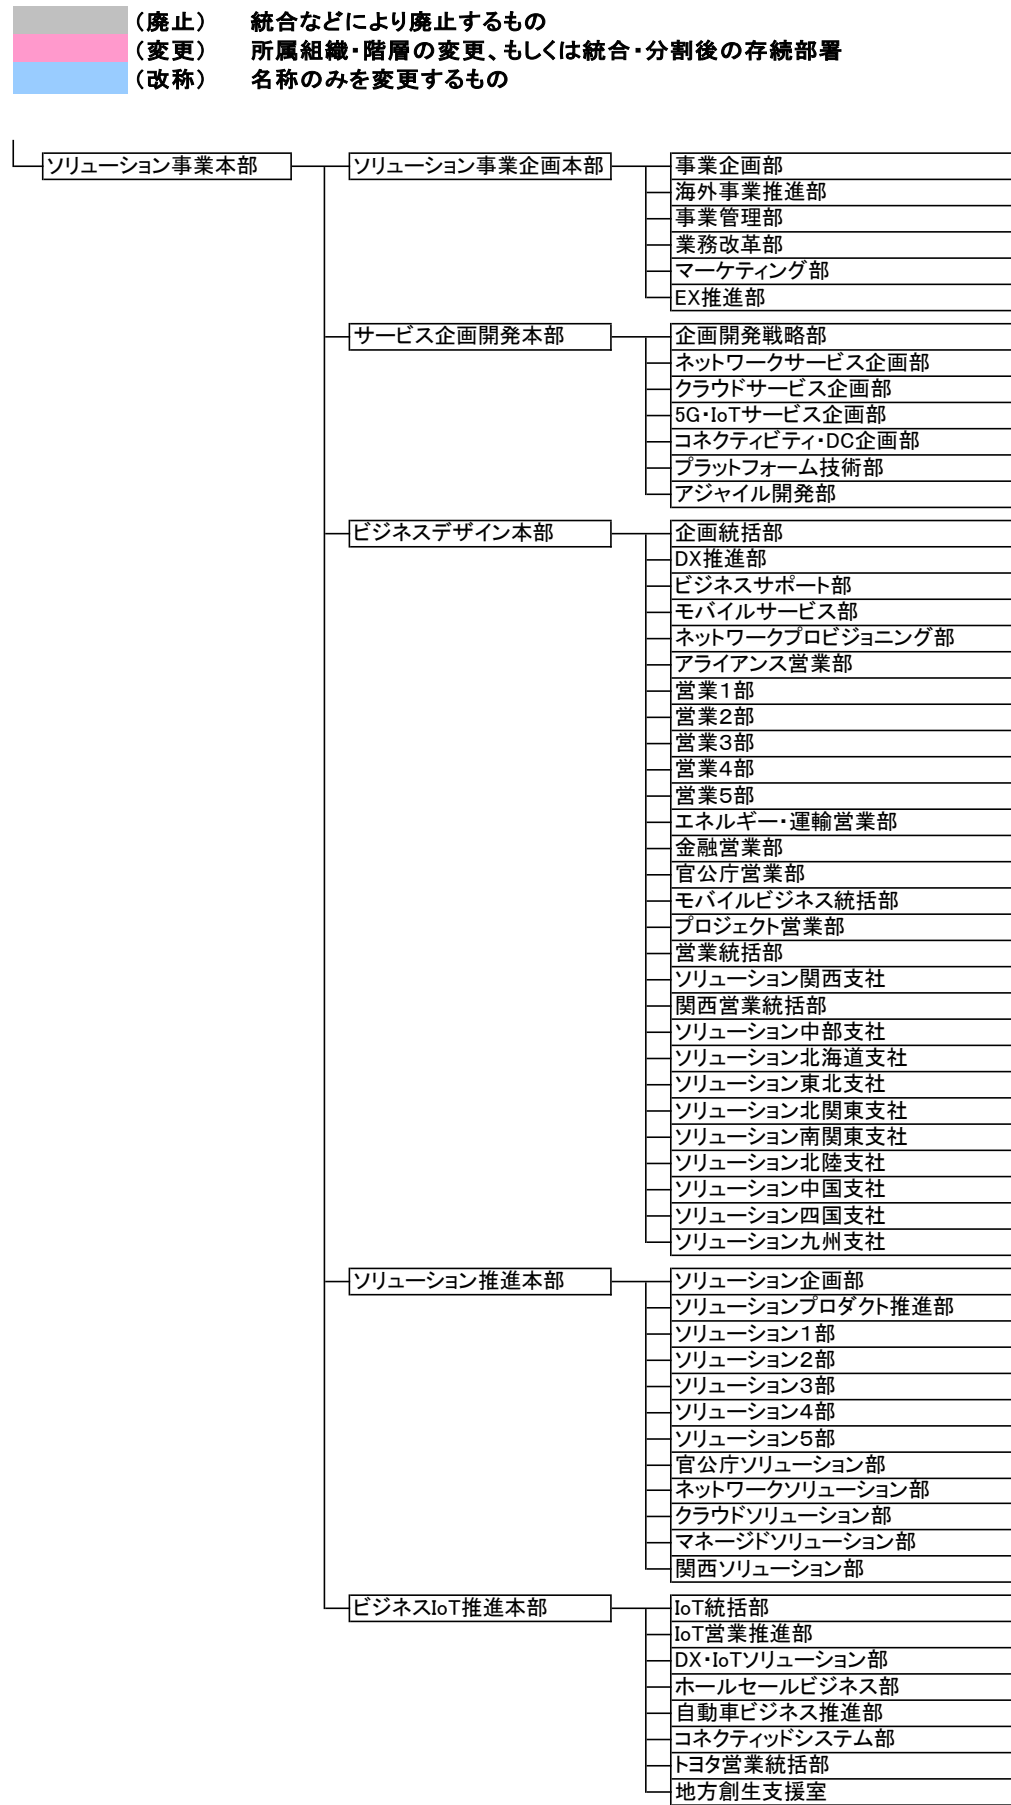 （廃止）　統合などにより廃止するもの
（変更）　所属組織・階層の変更、もしくは統合・分割後の存続部署
（改称）　名称のみを変更するもの
ソリューション事業本部
ソリューション事業企画本部
事業企画部
海外事業推進部
事業管理部
業務改革部
マーケティング部
EX推進部
サービス企画開発本部
企画開発戦略部
ネットワークサービス企画部
クラウドサービス企画部
5G・IoTサービス企画部
コネクティビティ・DC企画部
プラットフォーム技術部
アジャイル開発部
ビジネスデザイン本部
企画統括部
DX推進部
ビジネスサポート部
モバイルサービス部
ネットワークプロビジョニング部
アライアンス営業部
営業１部
営業２部
営業３部
営業４部
営業５部
エネルギー・運輸営業部
金融営業部
官公庁営業部
モバイルビジネス統括部
プロジェクト営業部
営業統括部
ソリューション関西支社
関西営業統括部
ソリューション中部支社
ソリューション北海道支社
ソリューション東北支社
ソリューション北関東支社
ソリューション南関東支社
ソリューション北陸支社
ソリューション中国支社
ソリューション四国支社
ソリューション九州支社
ソリューション推進本部
ソリューション企画部
ソリューションプロダクト推進部
ソリューション１部
ソリューション２部
ソリューション３部
ソリューション４部
ソリューション５部
官公庁ソリューション部
ネットワークソリューション部
クラウドソリューション部
マネージドソリューション部
関西ソリューション部
ビジネスIoT推進本部
IoT統括部
IoT営業推進部
DX・IoTソリューション部
ホールセールビジネス部
自動車ビジネス推進部
コネクティッドシステム部
トヨタ営業統括部
地方創生支援室